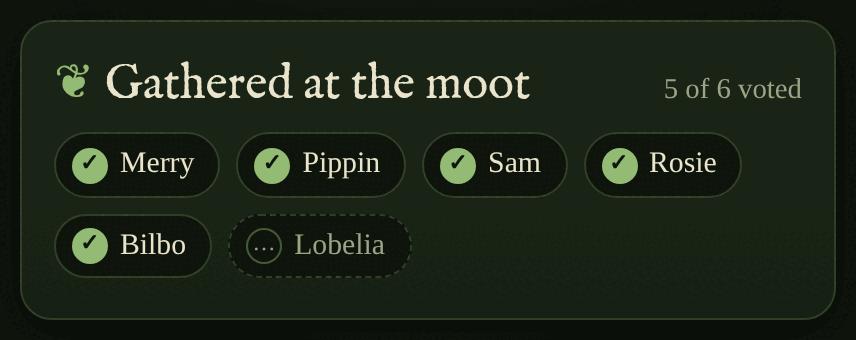 ❦ Gathered at the moot 5 of 6 voted
✓ Merry ✓ Pippin ✓ Sam ✓ Rosie
✓ Bilbo … Lobelia